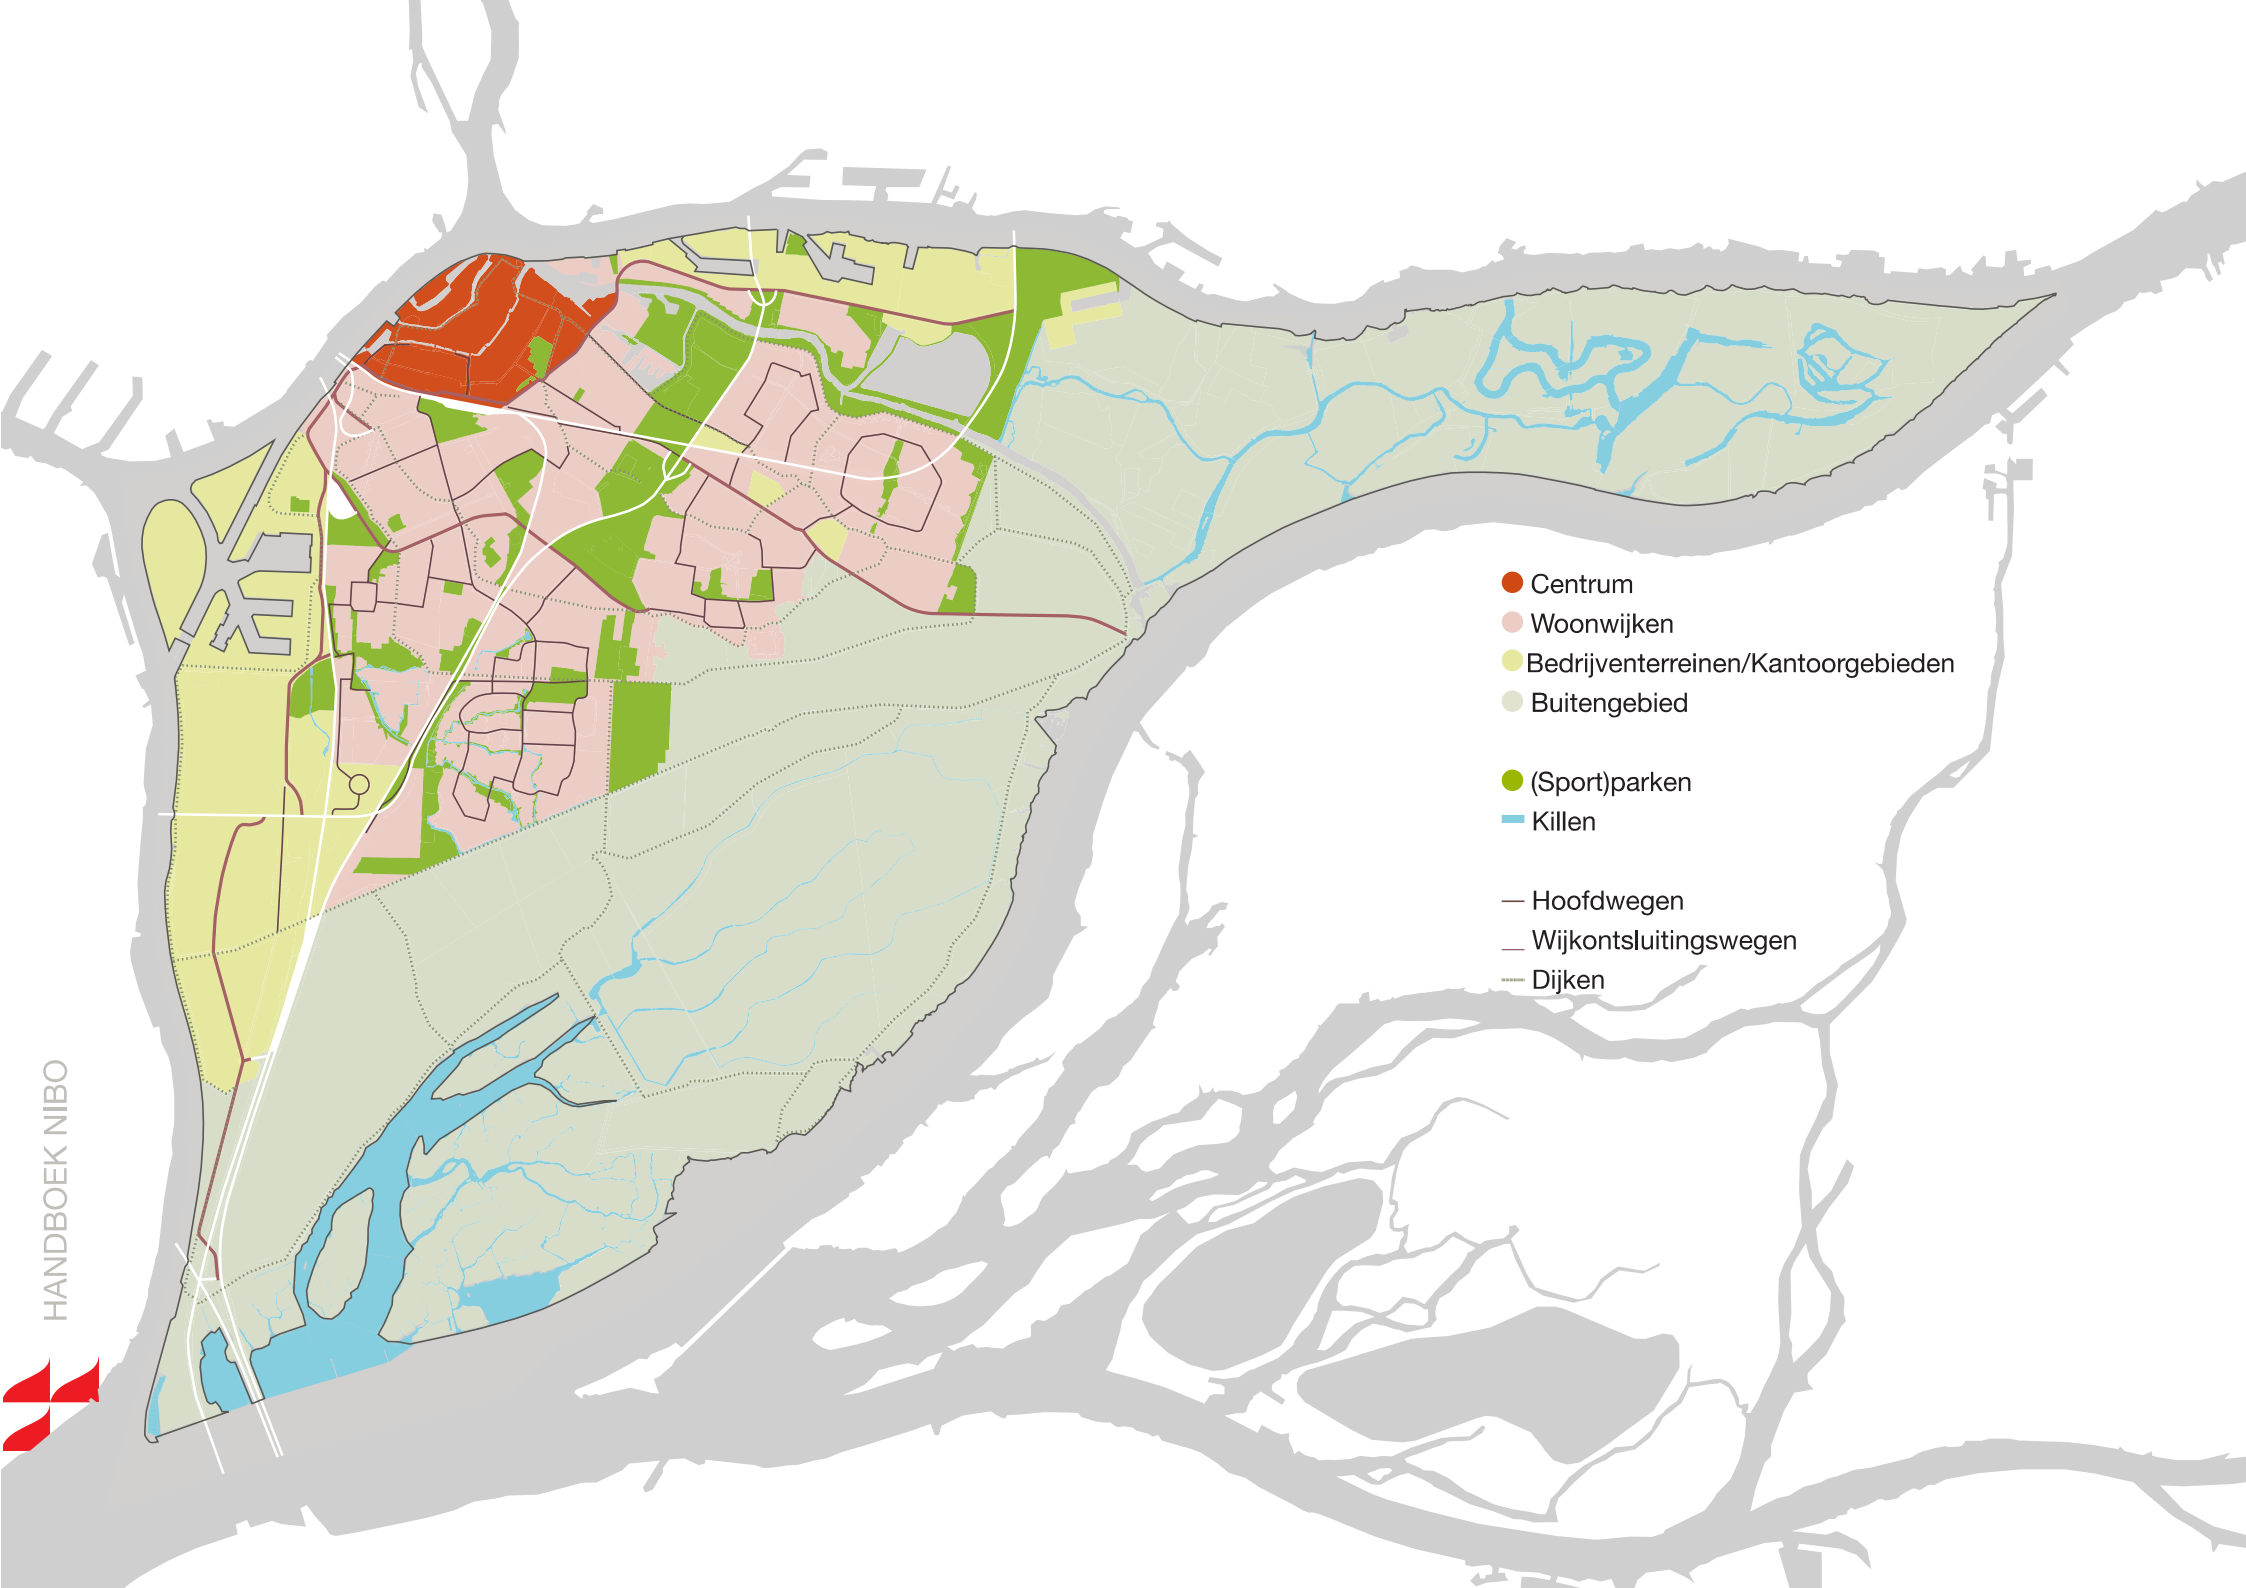 Centrum
Woonwijken
Bedrijventerreinen/Kantoorgebieden
Buitengebied
(Sport)parken
Killen
Hoofdwegen
Wijkontsluitingswegen
Dijken
HANDBOEK NIBO